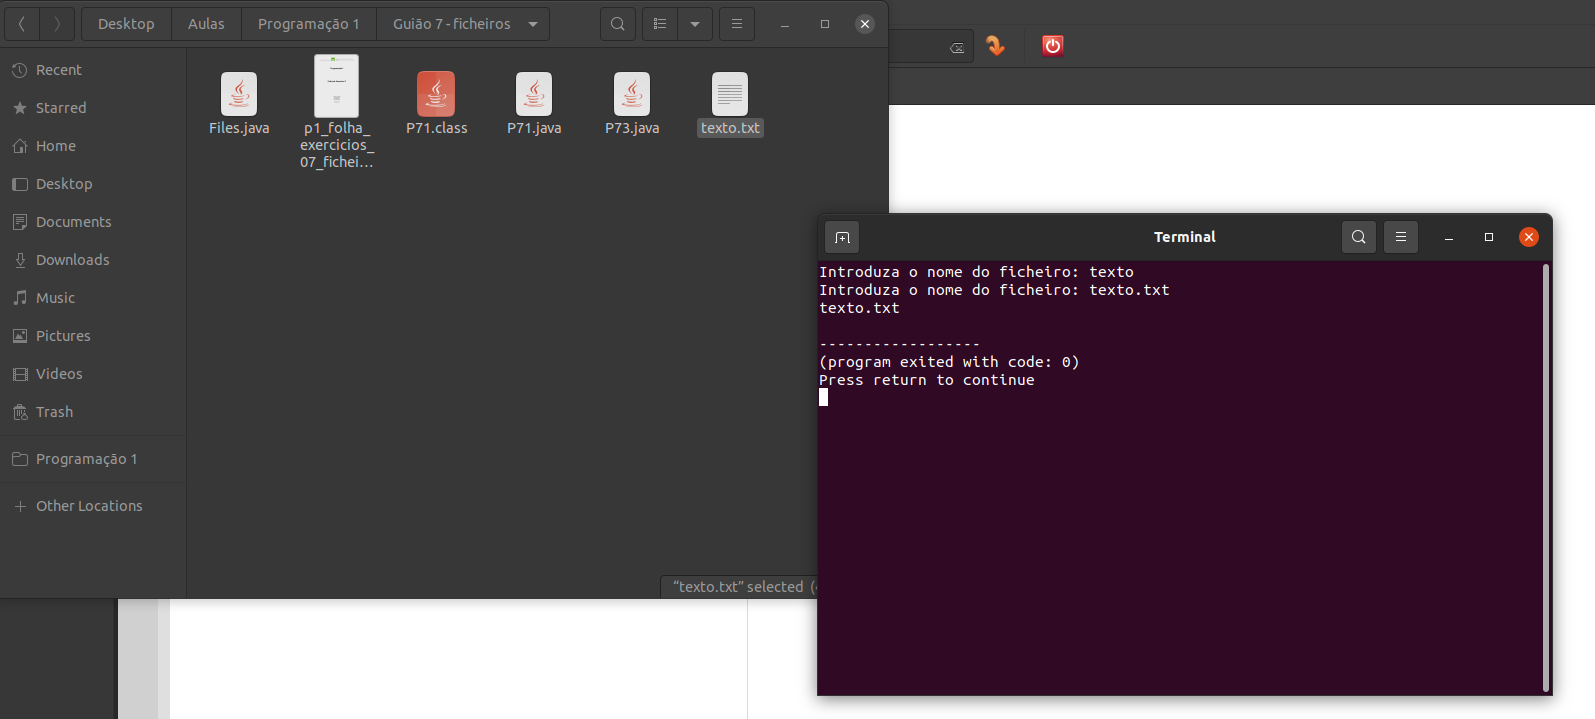 Desktop
Aulas
Programação 1
Guião 7 - ficheiros
Recent
Starred
Home
Desktop
Documents
Downloads
Music
Pictures
Videos
Trash
Programação 1
Other Locations
Files.java
p1_folha_
exercicios_
07_fichei...
P71.class
P71.java
P73.java
texto.txt
"texto.txt" selected (
Terminal
Introduza o nome do ficheiro: texto
Introduza o nome do ficheiro: texto.txt
texto.txt
------------------
(program exited with code: 0)
Press return to continue